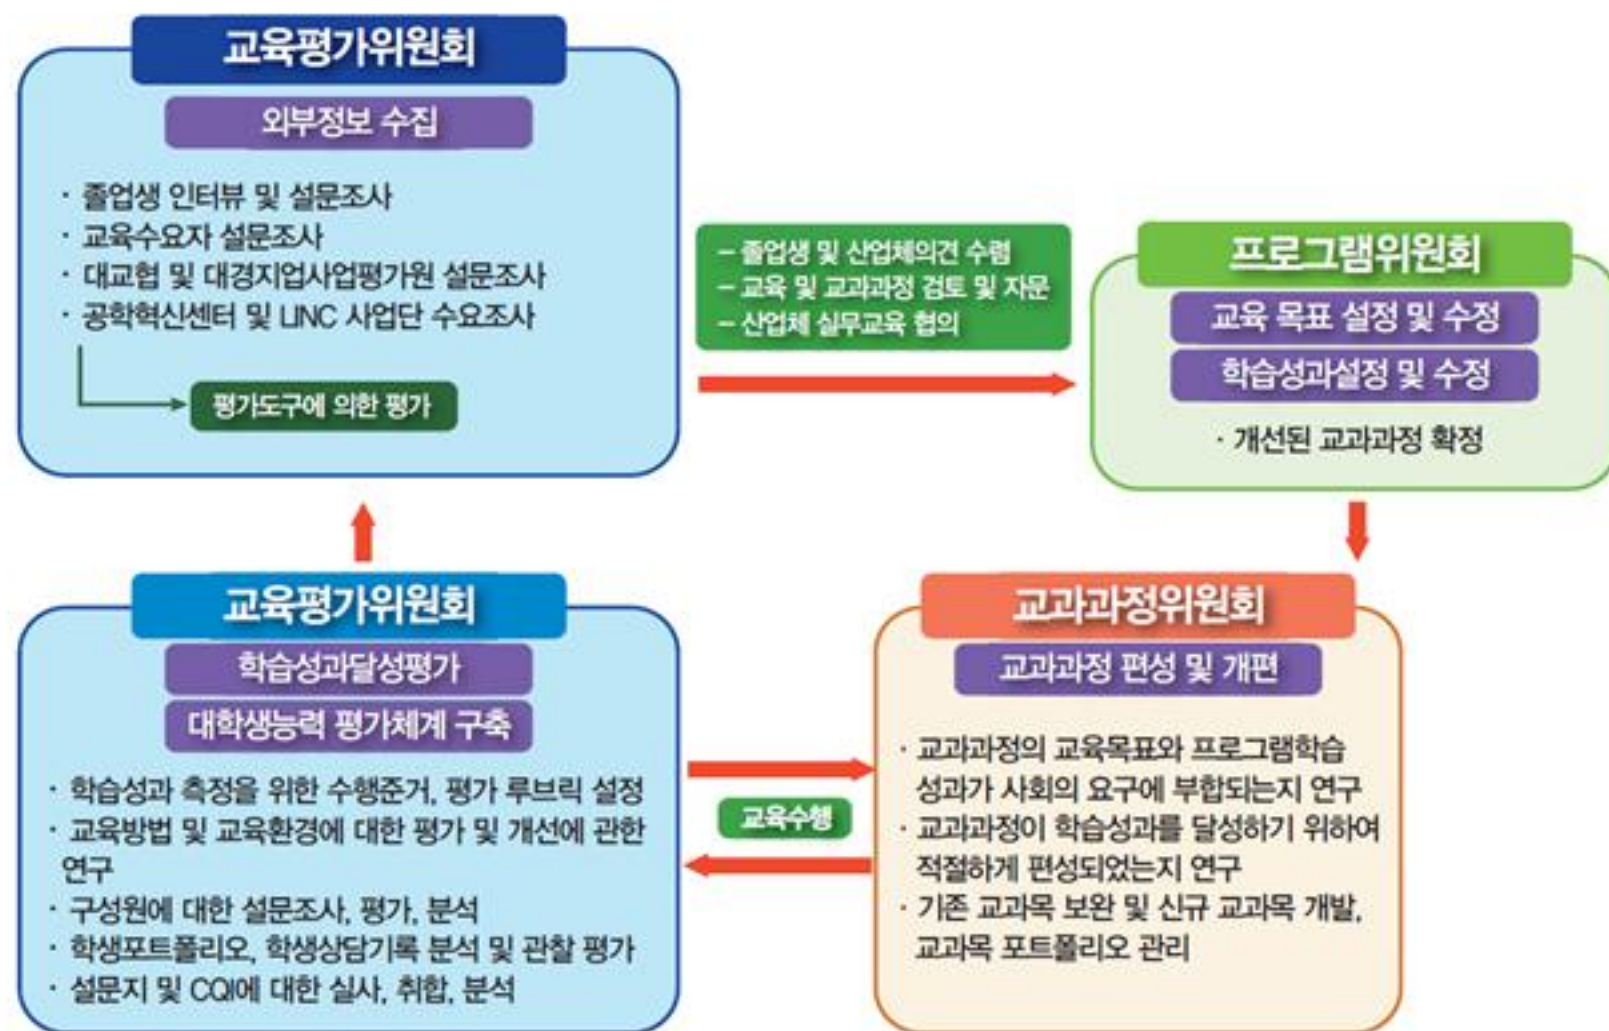 교육평가위원회
외부정보 수집
· 졸업생 인터뷰 및 설문조사
· 교육수요자 설문조사
· 대교협 및 대경지업사업평가원 설문조사
· 공학혁신센터 및 LINC 사업단 수요조사
평가도구에 의한 평가
– 졸업생 및 산업체의견 수렴
– 교육 및 교과과정 검토 및 자문
– 산업체 실무교육 협의
프로그램위원회
교육 목표 설정 및 수정
학습성과설정 및 수정
· 개선된 교과과정 확정
교육평가위원회
학습성과달성평가
대학생능력 평가체계 구축
· 학습성과 측정을 위한 수행준거, 평가 루브릭 설정
· 교육방법 및 교육환경에 대한 평가 및 개선에 관한
연구
· 구성원에 대한 설문조사, 평가, 분석
· 학생포트폴리오, 학생상담기록 분석 및 관찰 평가
· 설문지 및 CQI에 대한 실사, 취합, 분석
교육수행
교과과정위원회
교과과정 편성 및 개편
· 교과과정의 교육목표와 프로그램학습
성과가 사회의 요구에 부합되는지 연구
· 교과과정이 학습성과를 달성하기 위하여
적절하게 편성되었는지 연구
· 기존 교과목 보완 및 신규 교과목 개발,
교과목 포트폴리오 관리